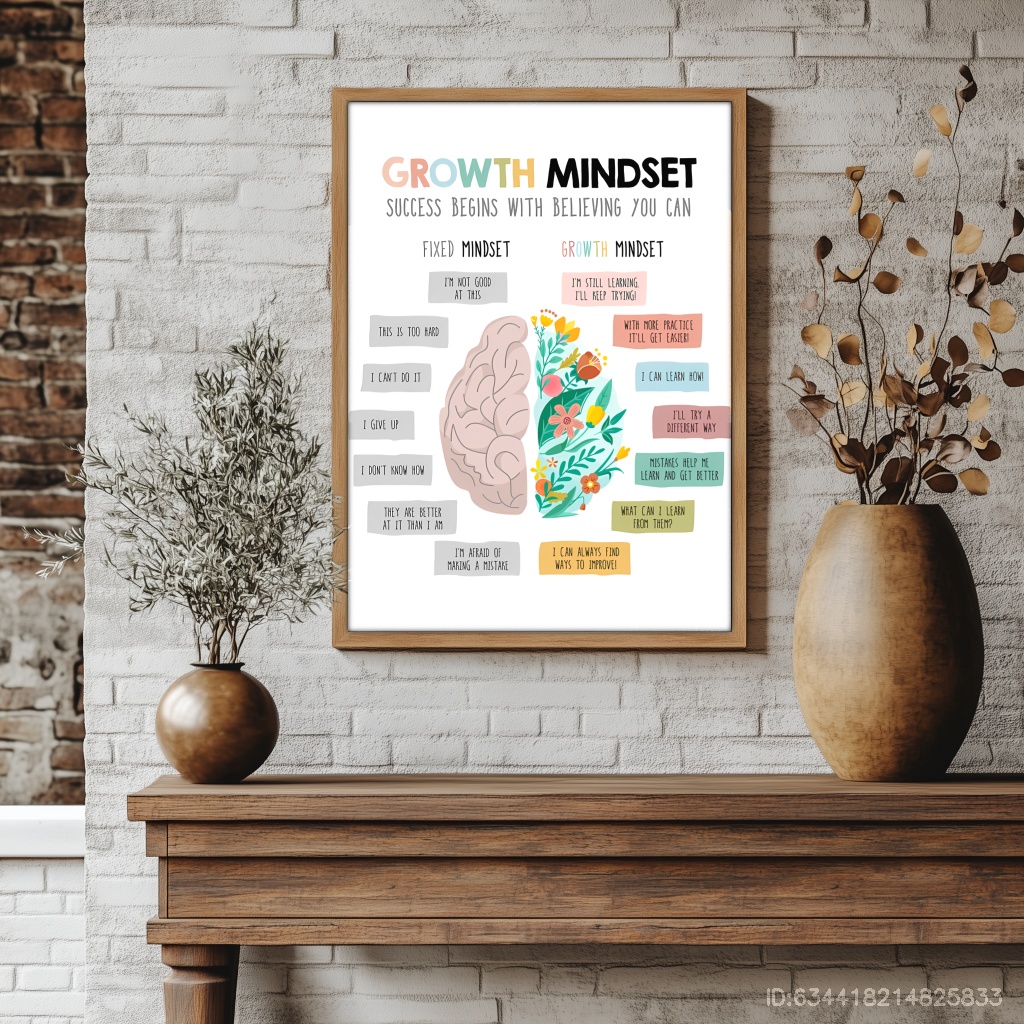 GROWTH MINDSET
SUCCESS BEGINS WITH BELIEVING YOU CAN
FIXED MINDSET
I'M NOT GOOD
AT THIS
THIS IS TOO HARD
I CAN'T DO IT
I GIVE UP
I DON'T KNOW HOW
THEY ARE BETTER
AT IT THAN I AM
I'M AFRAID OF
MAKING A MISTAKE
GROWTH MINDSET
I'M STILL LEARNING,
I'LL KEEP TRYING!
WITH MORE PRACTICE
IT'LL GET EASIER!
I CAN LEARN HOW!
I'LL TRY A
DIFFERENT WAY
MISTAKES HELP ME
LEARN AND GET BETTER
WHAT CAN I LEARN
FROM THEM?
I CAN ALWAYS FIND
WAYS TO IMPROVE!
ID:634418214825833